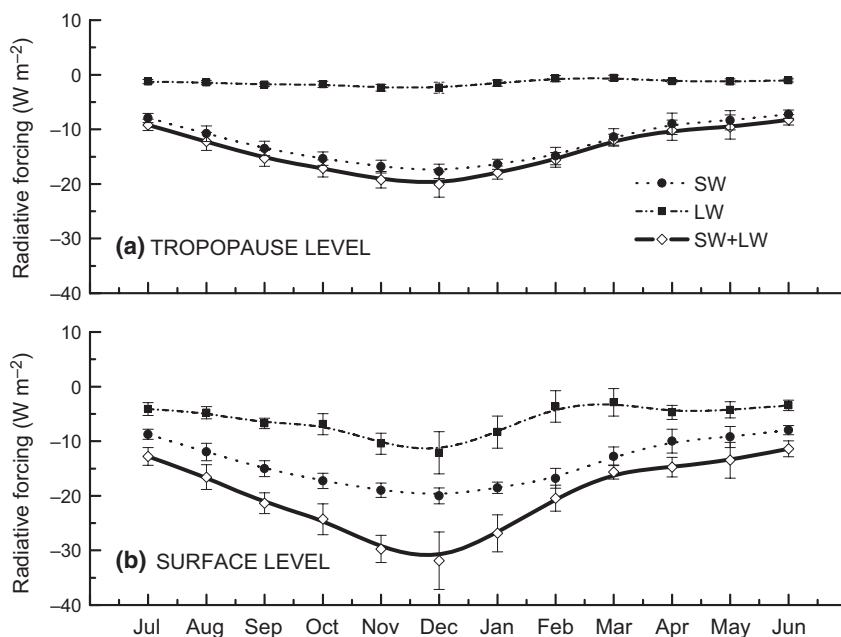 10
0
–10
–20
–30
–40
Radiative forcing (W m⁻²)
SW
LW
SW+LW
(a) TROPOPAUSE LEVEL
10
0
–10
–20
–30
–40
Radiative forcing (W m⁻²)
(b) SURFACE LEVEL
Jul Aug Sep Oct Nov Dec Jan Feb Mar Apr May Jun